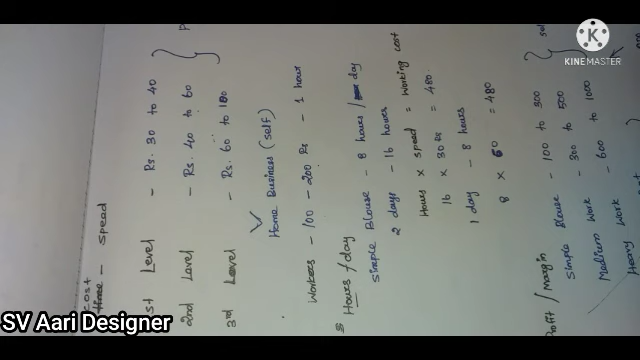 cost
time - speed
1st Level - Rs. 30 to 40
2nd Level - Rs. 40 to 60
3rd Level - Rs. 60 to 100
Home Business (self)
Workers - 100 - 200 Rs - 1 hour
Hours / day
Simple Blouse - 8 hours / day
2 days - 16 hours
Hours × speed = working cost
16 × 30 Rs = 480
1 day - 8 hours
8 × 60 = 480
Profit / Margin
Simple Blouse - 100 to 300
Medium Work - 300 to 500
Heavy Work - 600 to 1000
KINEMASTER
SV Aari Designer